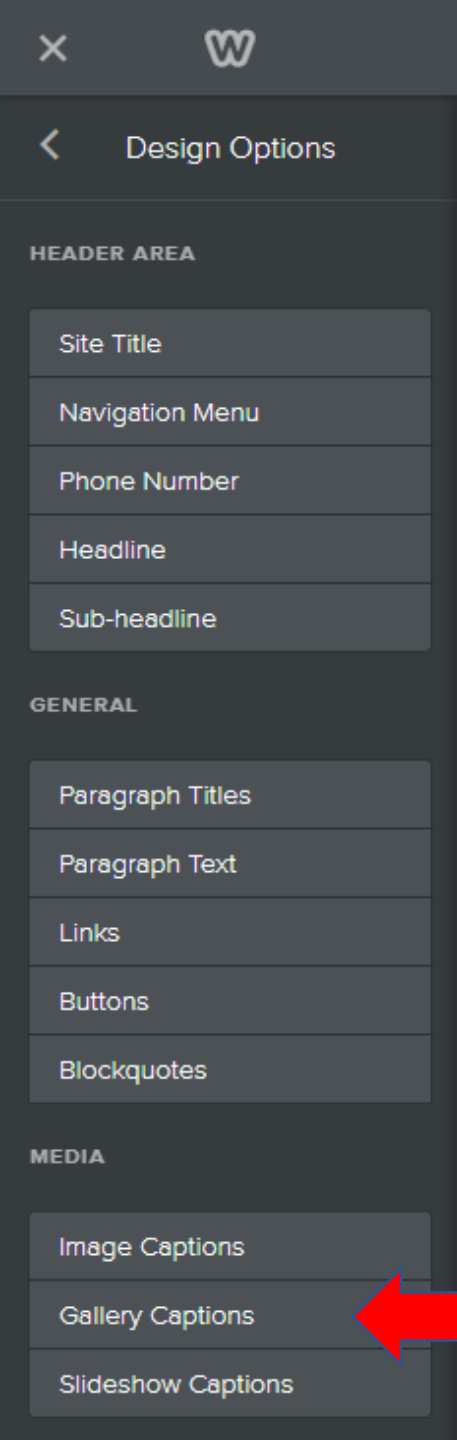 Design Options
HEADER AREA
Site Title
Navigation Menu
Phone Number
Headline
Sub-headline
GENERAL
Paragraph Titles
Paragraph Text
Links
Buttons
Blockquotes
MEDIA
Image Captions
Gallery Captions
Slideshow Captions